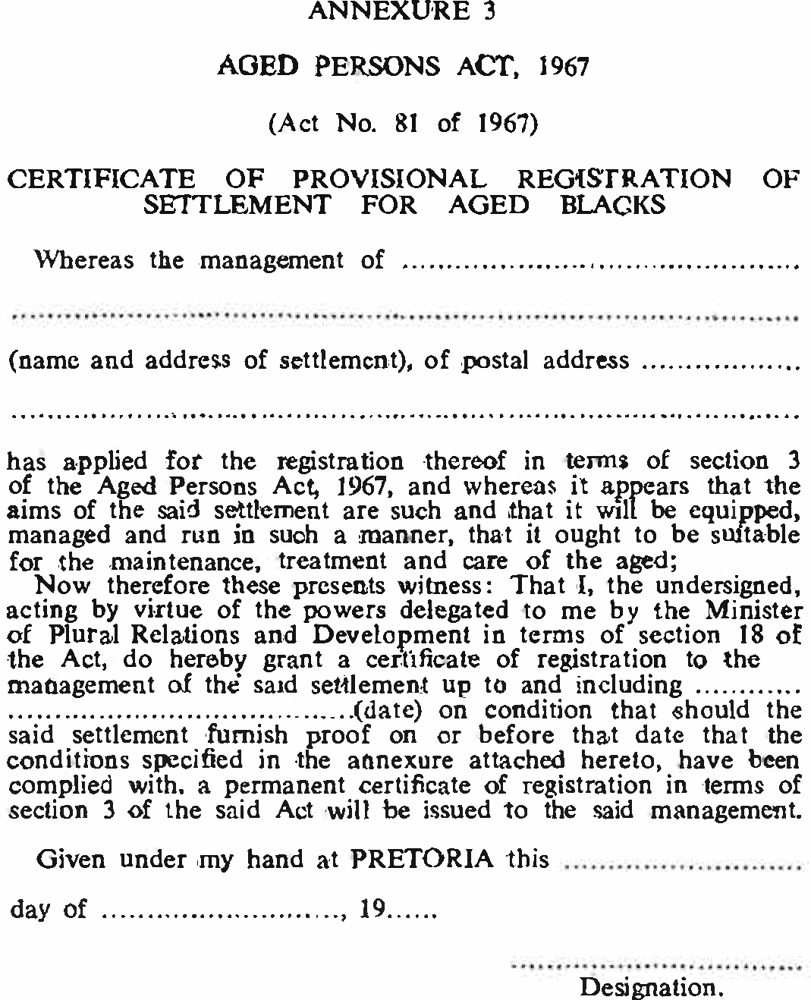 ANNEXURE 3
AGED PERSONS ACT, 1967
(Act No. 81 of 1967)
CERTIFICATE OF PROVISIONAL REGISTRATION OF
SETTLEMENT FOR AGED BLACKS
Whereas the management of ..............................................
..........................................................................................
(name and address of settlement), of postal address ..................
..........................................................................................
has applied for the registration thereof in terms of section 3
of the Aged Persons Act, 1967, and whereas it appears that the
aims of the said settlement are such and that it will be equipped,
managed and run in such a manner, that it ought to be suitable
for the maintenance, treatment and care of the aged;
Now therefore these presents witness: That I, the undersigned,
acting by virtue of the powers delegated to me by the Minister
of Plural Relations and Development in terms of section 18 of
the Act, do hereby grant a certificate of registration to the
management of the said settlement up to and including ............
........................................(date) on condition that should the
said settlement furnish proof on or before that date that the
conditions specified in the annexure attached hereto, have been
complied with, a permanent certificate of registration in terms of
section 3 of the said Act will be issued to the said management.
Given under my hand at PRETORIA this ...........................
day of ..........................., 19......
.................................
Designation.